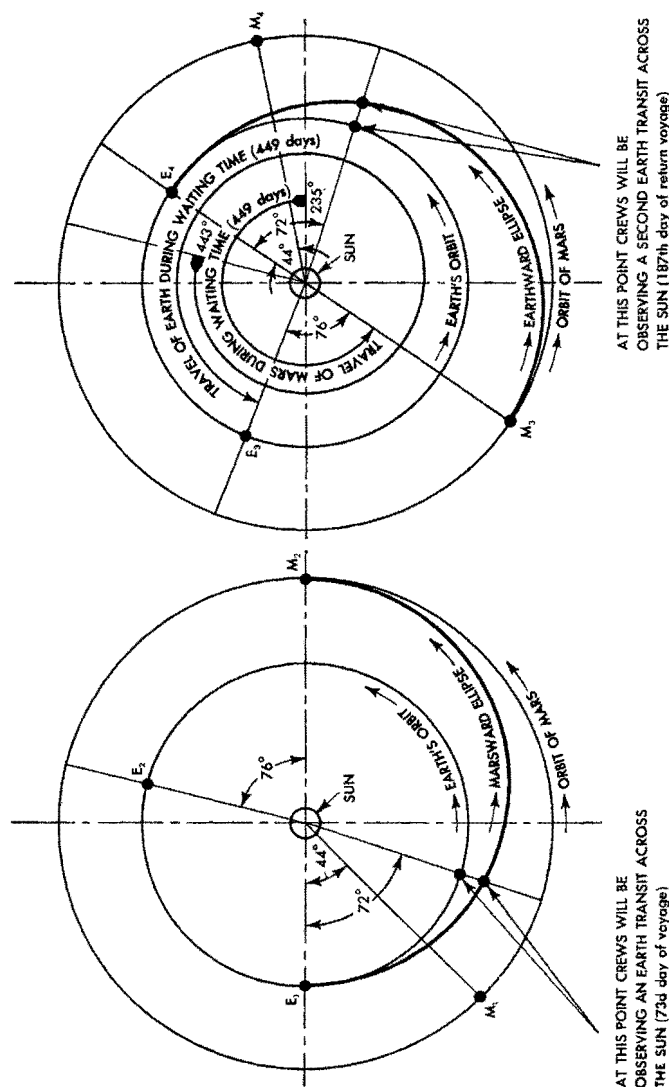 E₁
E₂
M₁
M₂
76°
44°
72°
SUN
EARTH'S ORBIT
MARSWARD ELLIPSE
ORBIT OF MARS
AT THIS POINT CREWS WILL BE
OBSERVING AN EARTH TRANSIT ACROSS
THE SUN (73d day of voyage)
E₃
E₄
M₃
M₄
TRAVEL OF EARTH DURING WAITING TIME (449 days)
TRAVEL OF MARS DURING WAITING TIME (449 days)
443°
235°
72°
44°
76°
SUN
EARTH'S ORBIT
EARTHWARD ELLIPSE
ORBIT OF MARS
AT THIS POINT CREWS WILL BE
OBSERVING A SECOND EARTH TRANSIT ACROSS
THE SUN (187th day of return voyage)